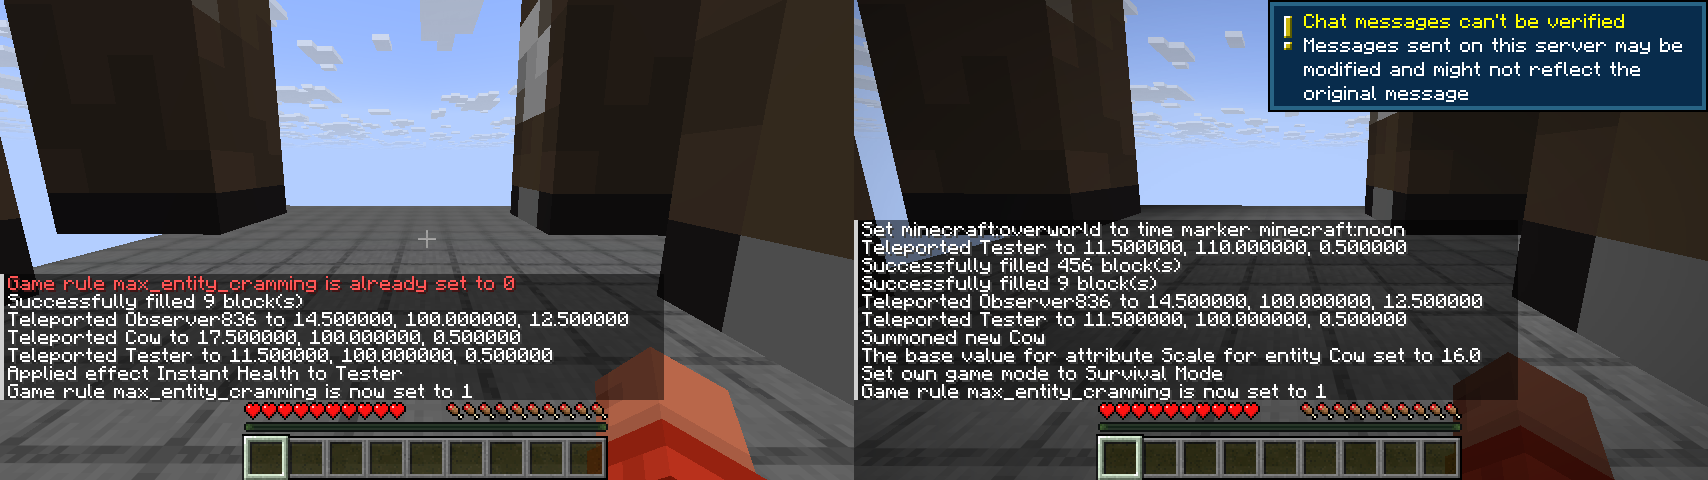 Game rule max_entity_cramming is already set to 0
Successfully filled 9 block(s)
Teleported Observer836 to 14.500000, 100.000000, 12.500000
Teleported Cow to 17.500000, 100.000000, 0.500000
Teleported Tester to 11.500000, 100.000000, 0.500000
Applied effect Instant Health to Tester
Game rule max_entity_cramming is now set to 1
Chat messages can't be verified
Messages sent on this server may be
modified and might not reflect the
original message
Set minecraft:overworld to time marker minecraft:noon
Teleported Tester to 11.500000, 110.000000, 0.500000
Successfully filled 456 block(s)
Successfully filled 9 block(s)
Teleported Observer836 to 14.500000, 100.000000, 12.500000
Teleported Tester to 11.500000, 100.000000, 0.500000
Summoned new Cow
The base value for attribute Scale for entity Cow set to 16.0
Set own game mode to Survival Mode
Game rule max_entity_cramming is now set to 1